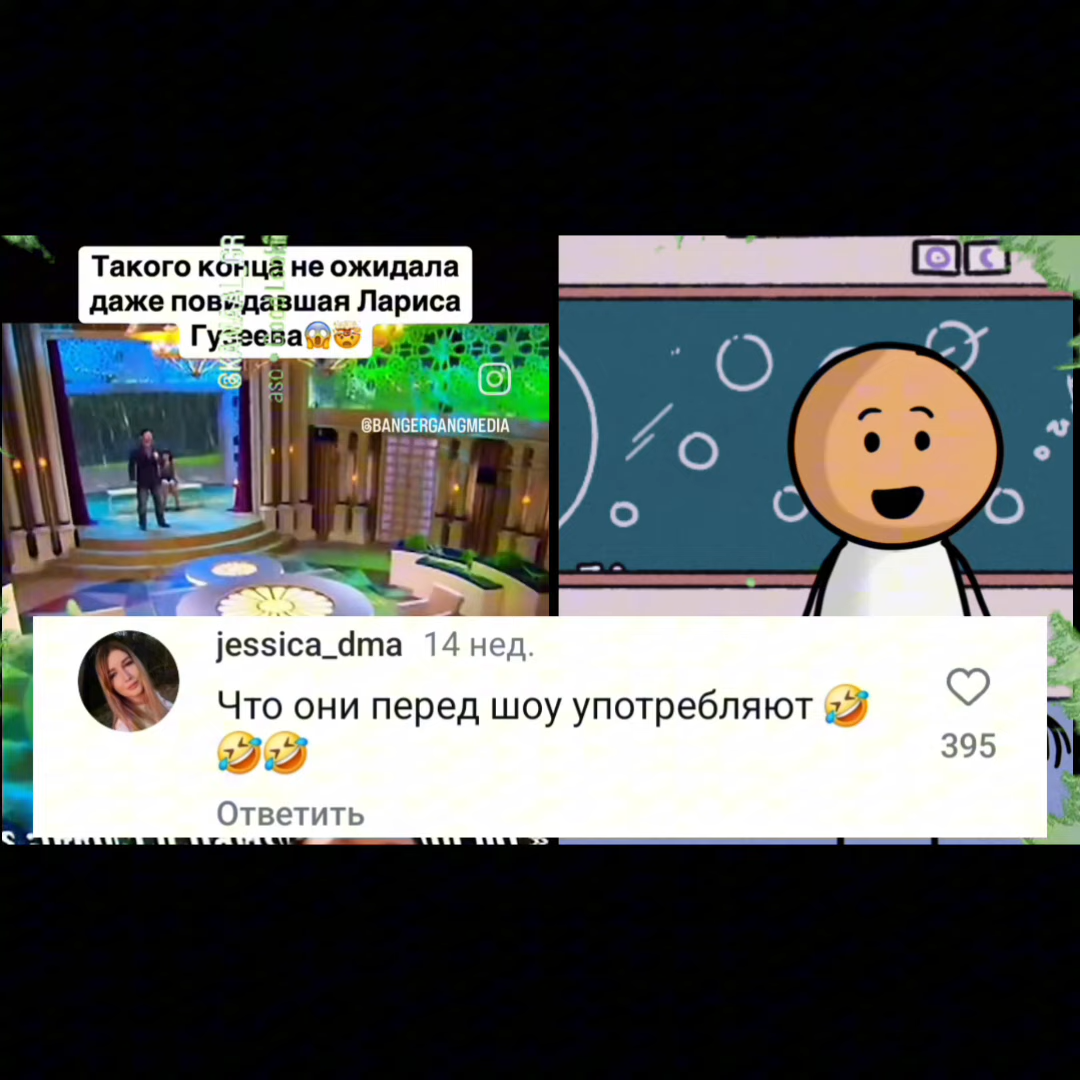 Такого конца не ожидала
даже повидавшая Лариса
Гузеева😱🤯
@BANGERGANGMEDIA
jessica_dma 14 нед.
Что они перед шоу употребляют 🤣
🤣🤣
395
Ответить